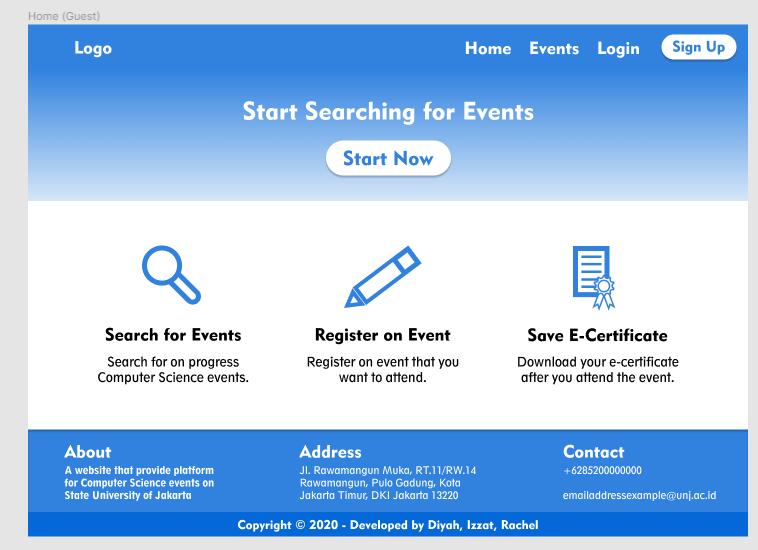 Home (Guest)
Logo
Home Events Login Sign Up
Start Searching for Events
Start Now
Search for Events
Search for on progress
Computer Science events.
Register on Event
Register on event that you
want to attend.
Save E-Certificate
Download your e-certificate
after you attend the event.
About
A website that provide platform
for Computer Science events on
State University of Jakarta
Address
Jl. Rawamangun Muka, RT.11/RW.14
Rawamangun, Pulo Gadung, Kota
Jakarta Timur, DKI Jakarta 13220
Contact
+6285200000000
emailaddressexample@unj.ac.id
Copyright © 2020 - Developed by Diyah, Izzat, Rachel